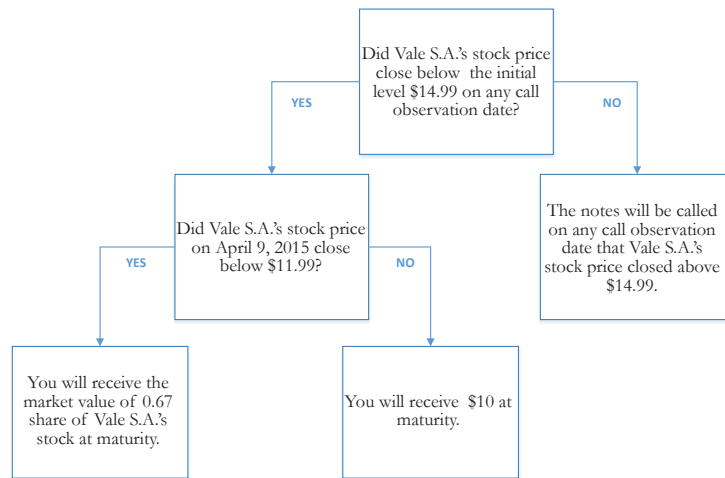 Did Vale S.A.'s stock price
close below the initial
level $14.99 on any call
observation date?
YES
NO
Did Vale S.A.'s stock price
on April 9, 2015 close
below $11.99?
The notes will be called
on any call observation
date that Vale S.A.'s
stock price closed above
$14.99.
YES
NO
You will receive the
market value of 0.67
share of Vale S.A.'s
stock at maturity.
You will receive $10 at
maturity.